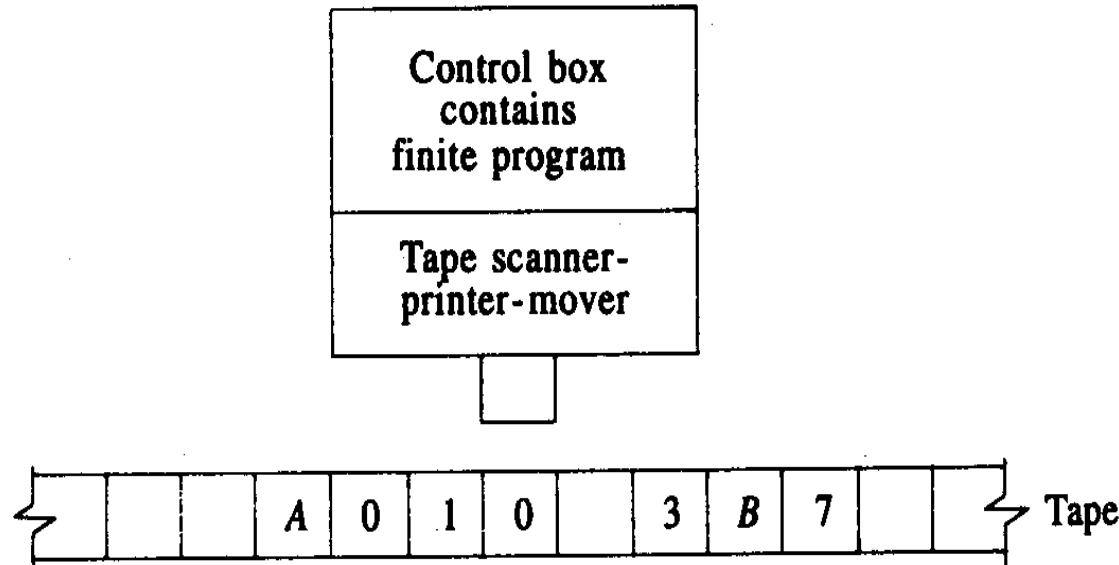 Control box
contains
finite program
Tape scanner-
printer-mover
A 0 1 0 3 B 7 Tape